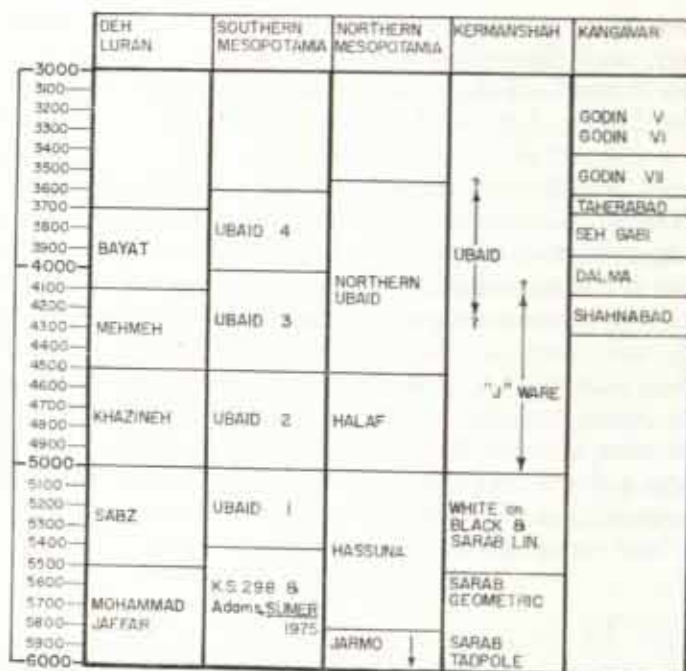 DEH
LURAN
SOUTHERN
MESOPOTAMIA
NORTHERN
MESOPOTAMIA
KERMANSHAH
KANGAVAR
3000
3100
3200
3300
3400
3500
3600
3700
3800
3900
4000
4100
4200
4300
4400
4500
4600
4700
4800
4900
5000
5100
5200
5300
5400
5500
5600
5700
5800
5900
6000
BAYAT
MEHMEH
KHAZINEH
SABZ
MOHAMMAD
JAFFAR
UBAID 4
UBAID 3
UBAID 2
UBAID 1
K.S. 298 &
Adams, SUMER
1975
NORTHERN
UBAID
HALAF
HASSUNA
JARMO
?
UBAID
?
?
"J" WARE
WHITE on
BLACK &
SARAB LIN.
SARAB
GEOMETRIC
SARAB
TADPOLE
GODIN V
GODIN VI
GODIN VII
TAHERABAD
SEH GABI
DALMA
SHAHNABAD